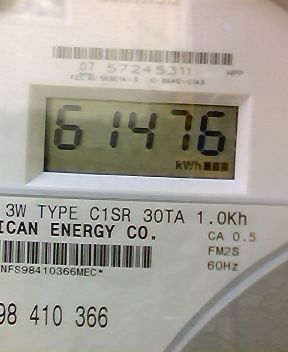 07 57245311
HPP
61476
kWh
3W TYPE C1SR 30TA 1.0Kh
ICAN ENERGY CO.
CA 0.5
FM2S
60Hz
NFS98410366MEC*
98 410 366